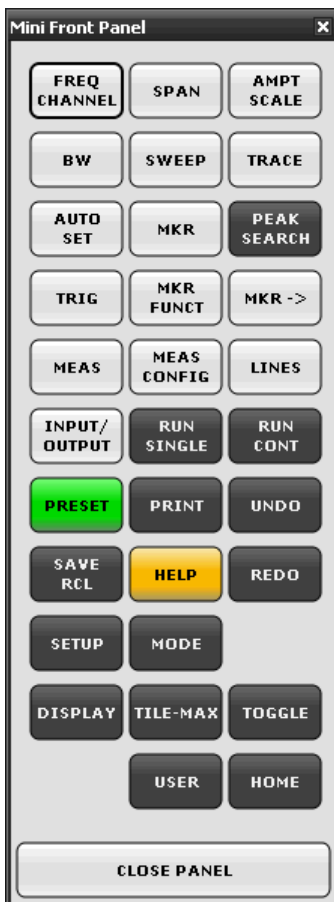 Mini Front Panel
FREQ
CHANNEL
SPAN
AMPT
SCALE
BW
SWEEP
TRACE
AUTO
SET
MKR
PEAK
SEARCH
TRIG
MKR
FUNCT
MKR ->
MEAS
MEAS
CONFIG
LINES
INPUT/
OUTPUT
RUN
SINGLE
RUN
CONT
PRESET
PRINT
UNDO
SAVE
RCL
HELP
REDO
SETUP
MODE
DISPLAY
TILE-MAX
TOGGLE
USER
HOME
CLOSE PANEL